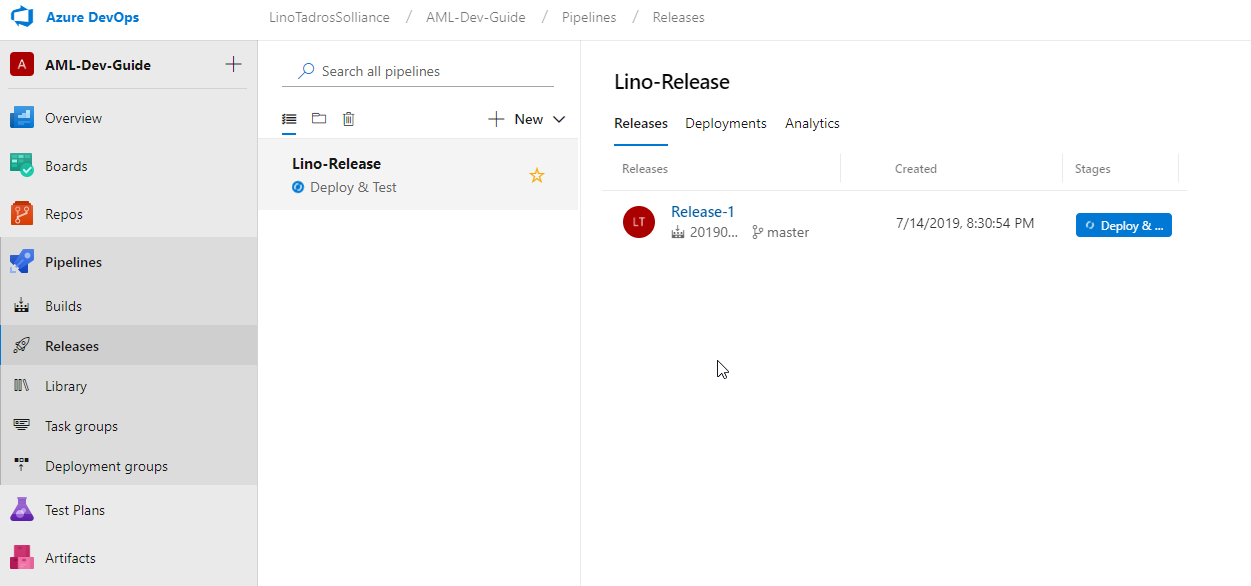 Azure DevOps
LinoTadrosSolliance / AML-Dev-Guide / Pipelines / Releases
A AML-Dev-Guide
Overview
Boards
Repos
Pipelines
Builds
Releases
Library
Task groups
Deployment groups
Test Plans
Artifacts
Search all pipelines
New
Lino-Release
Deploy & Test
Lino-Release
Releases Deployments Analytics
Releases Created Stages
LT Release-1 7/14/2019, 8:30:54 PM Deploy & ...
20190... master